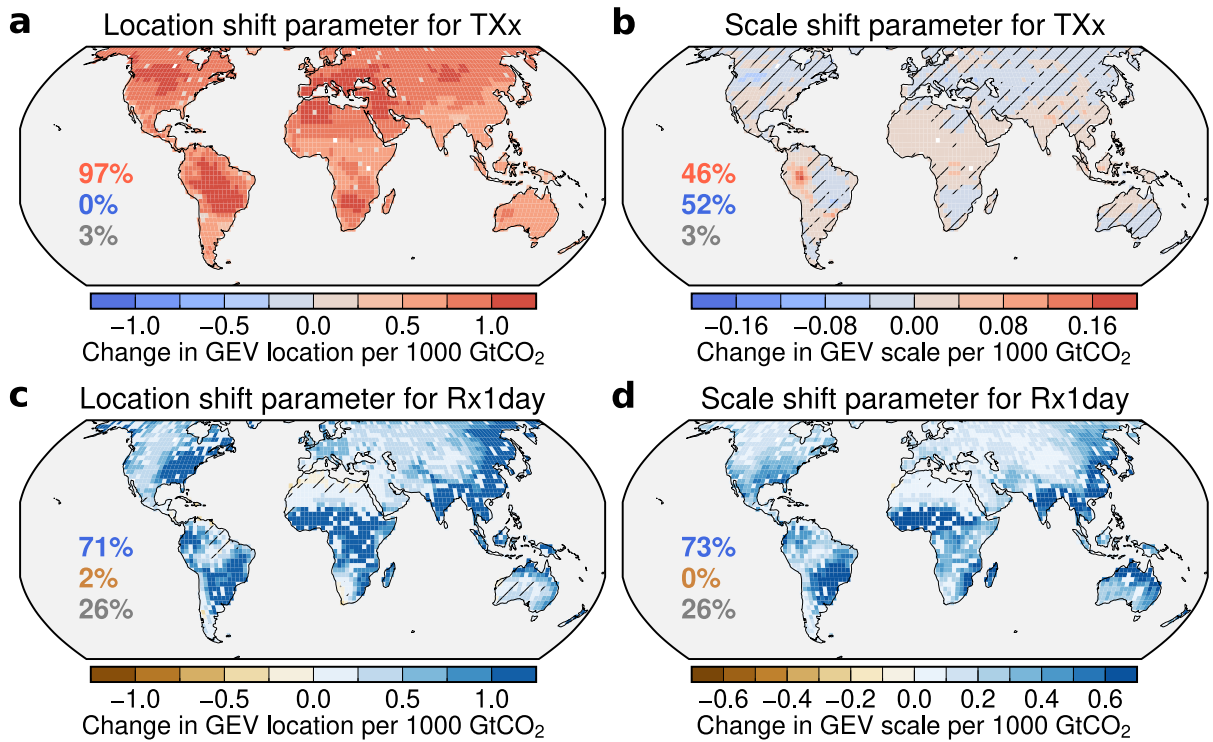 a
Location shift parameter for TXx
97%
0%
3%
−1.0 −0.5 0.0 0.5 1.0
Change in GEV location per 1000 GtCO₂
b
Scale shift parameter for TXx
46%
52%
3%
−0.16 −0.08 0.00 0.08 0.16
Change in GEV scale per 1000 GtCO₂
c
Location shift parameter for Rx1day
71%
2%
26%
−1.0 −0.5 0.0 0.5 1.0
Change in GEV location per 1000 GtCO₂
d
Scale shift parameter for Rx1day
73%
0%
26%
−0.6 −0.4 −0.2 0.0 0.2 0.4 0.6
Change in GEV scale per 1000 GtCO₂